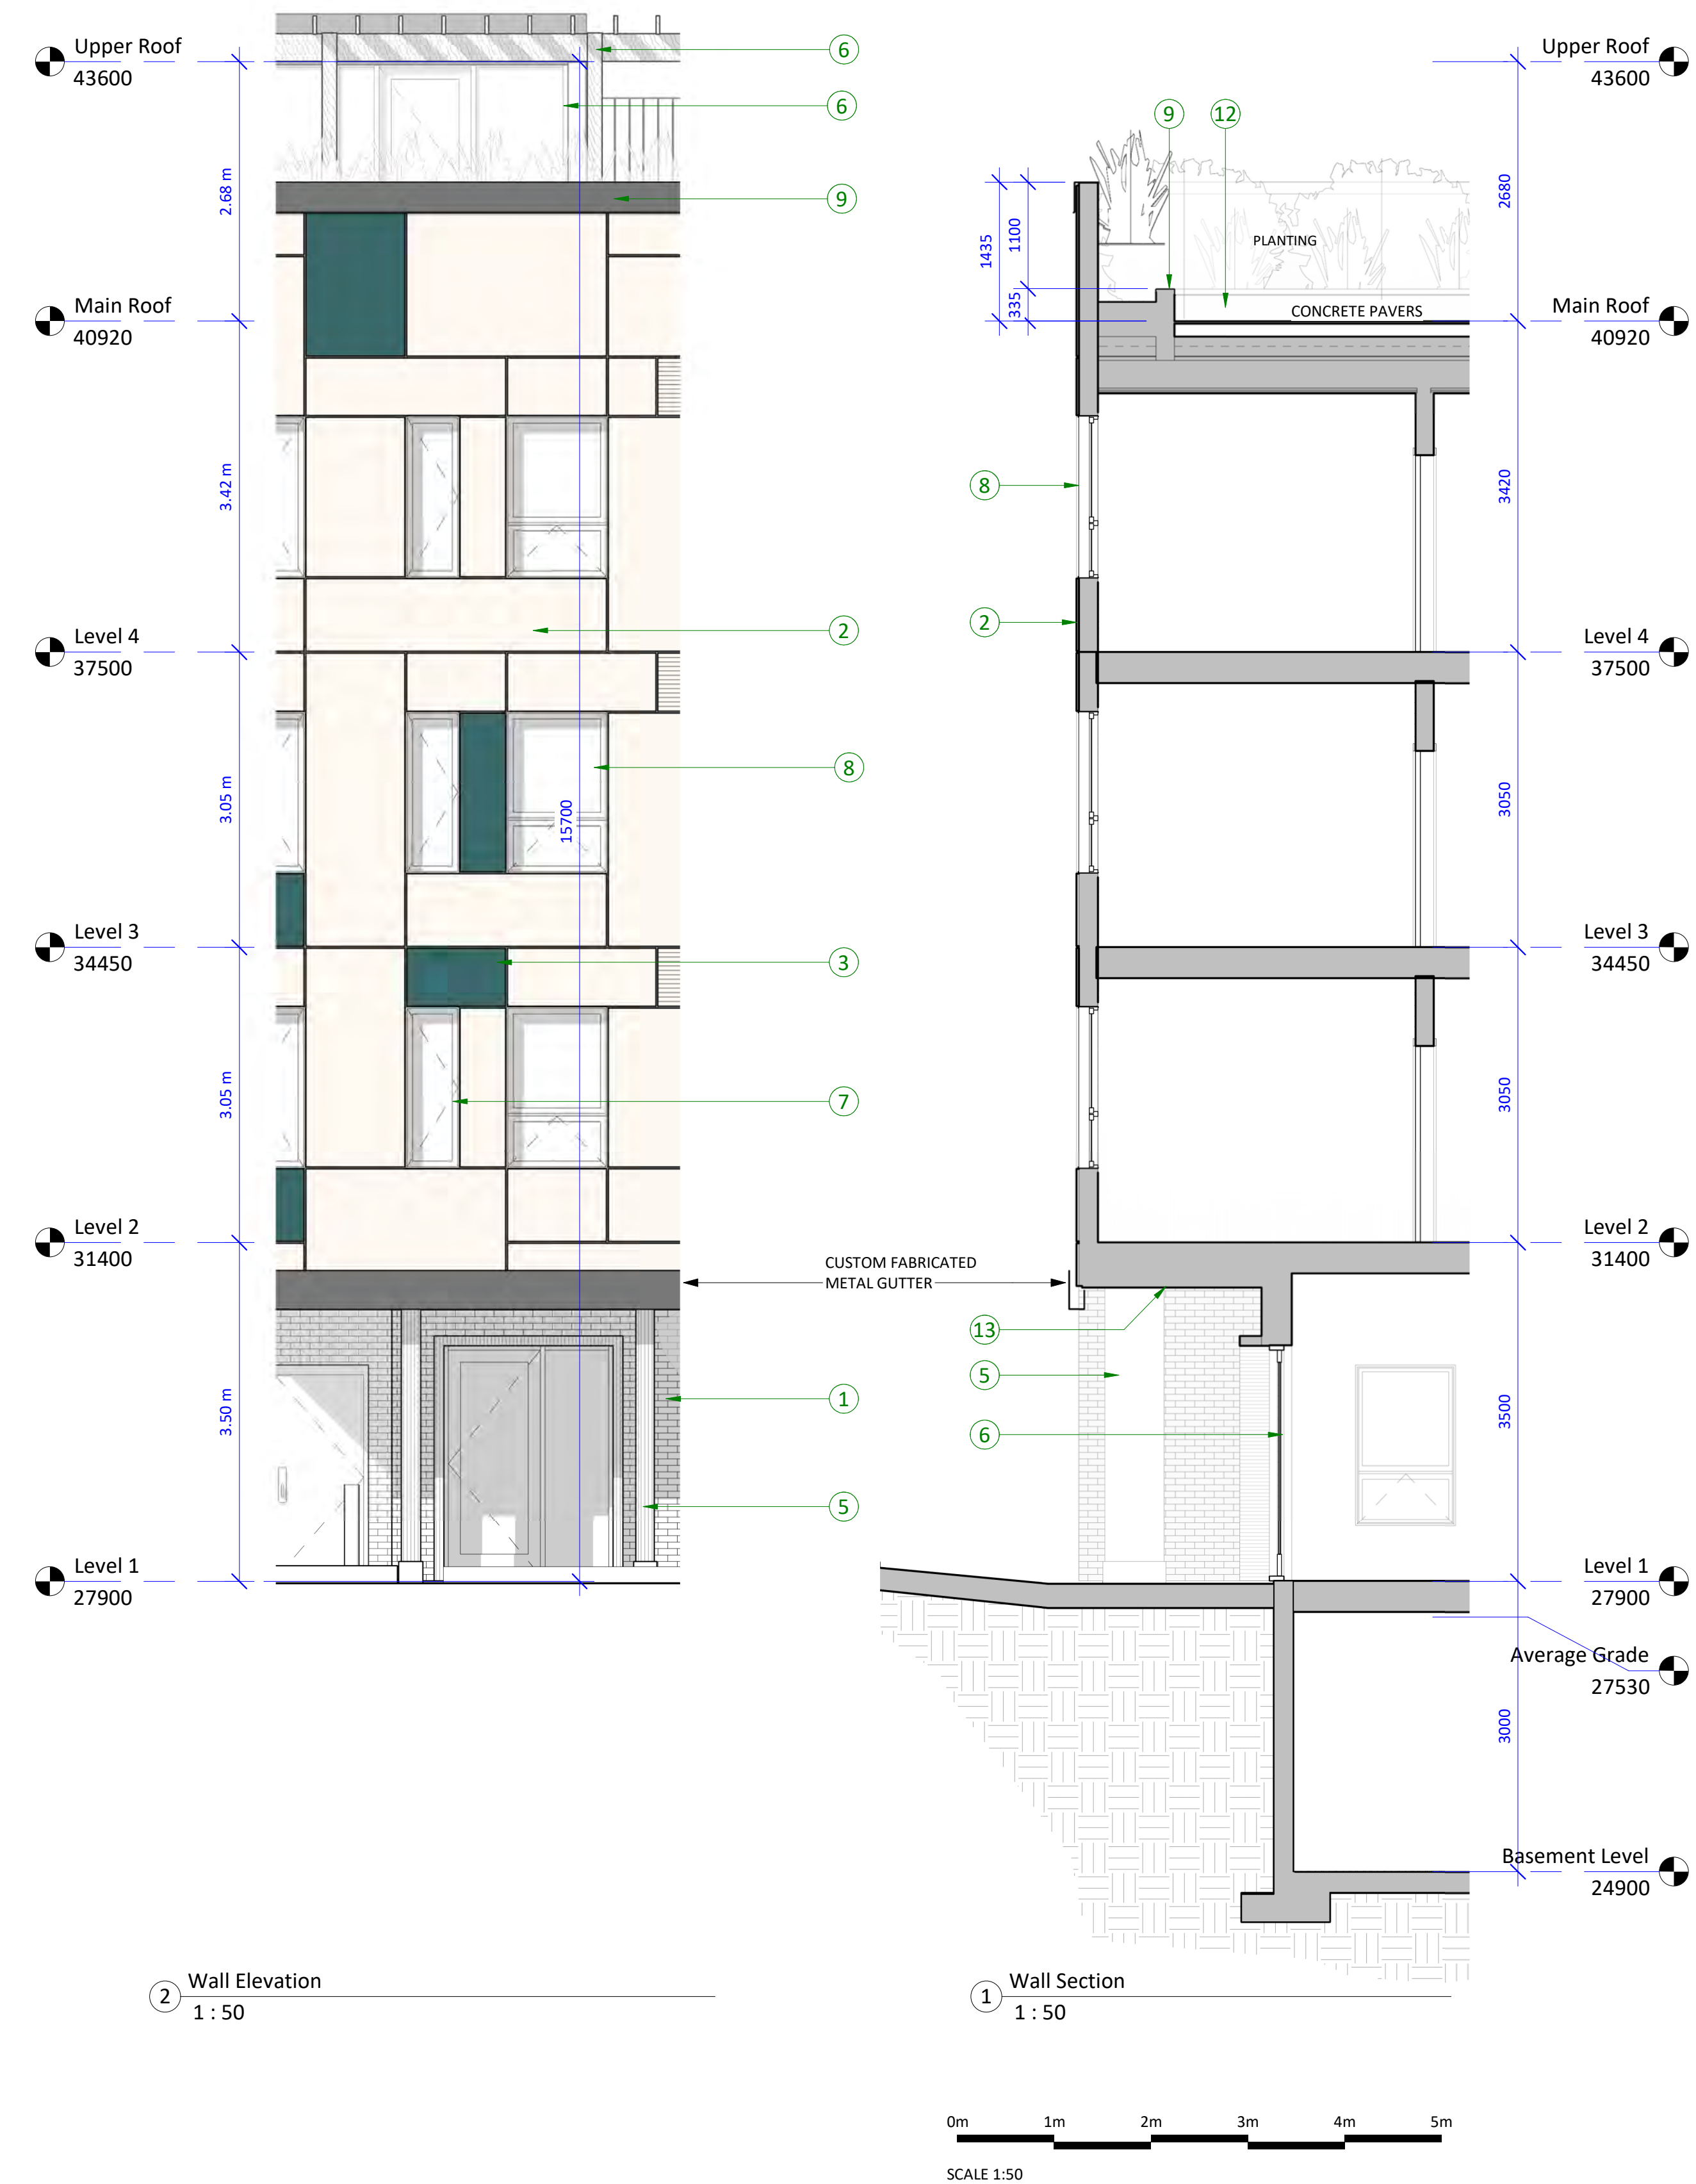 Upper Roof
43600
2.68 m
Main Roof
40920
3.42 m
Level 4
37500
3.05 m
Level 3
34450
3.05 m
Level 2
31400
3.50 m
Level 1
27900
15700
6
6
9
2
8
3
7
CUSTOM FABRICATED
METAL GUTTER
1
5
2
Wall Elevation
1 : 50
9
12
1435
1100
335
PLANTING
CONCRETE PAVERS
8
2
13
5
6
Upper Roof
43600
2680
Main Roof
40920
3420
Level 4
37500
3050
Level 3
34450
3050
Level 2
31400
3500
Level 1
27900
Average Grade
27530
3000
Basement Level
24900
1
Wall Section
1 : 50
0m 1m 2m 3m 4m 5m
SCALE 1:50